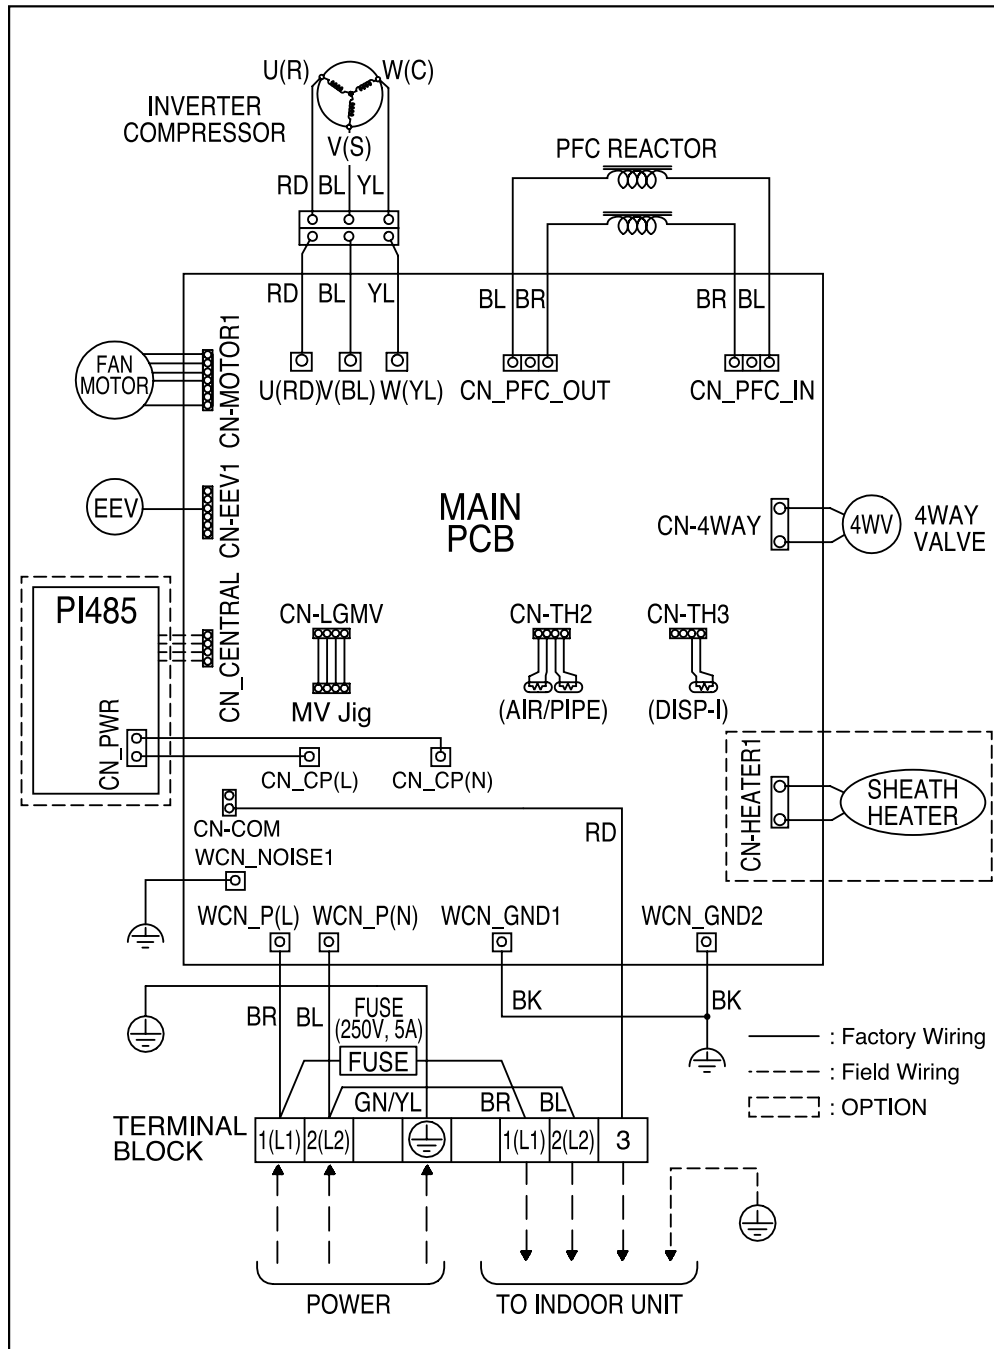 U(R) W(C)
INVERTER
COMPRESSOR
V(S)
RD BL YL
PFC REACTOR
RD BL YL
BL BR
BR BL
FAN
MOTOR
CN-MOTOR1
U(RD) V(BL) W(YL)
CN_PFC_OUT
CN_PFC_IN
EEV
CN-EEV1
MAIN
PCB
CN-4WAY
4WV
4WAY
VALVE
PI485
CN_CENTRAL
CN-LGMV
MV Jig
CN-TH2
(AIR/PIPE)
CN-TH3
(DISP-I)
CN_PWR
CN_CP(L)
CN_CP(N)
CN-COM
RD
CN-HEATER1
SHEATH
HEATER
WCN_NOISE1
WCN_P(L) WCN_P(N)
WCN_GND1
WCN_GND2
BR BL
FUSE
(250V, 5A)
FUSE
BK
BK
GN/YL
BR BL
TERMINAL
BLOCK
1(L1) 2(L2) 1(L1) 2(L2) 3
: Factory Wiring
: Field Wiring
: OPTION
POWER
TO INDOOR UNIT